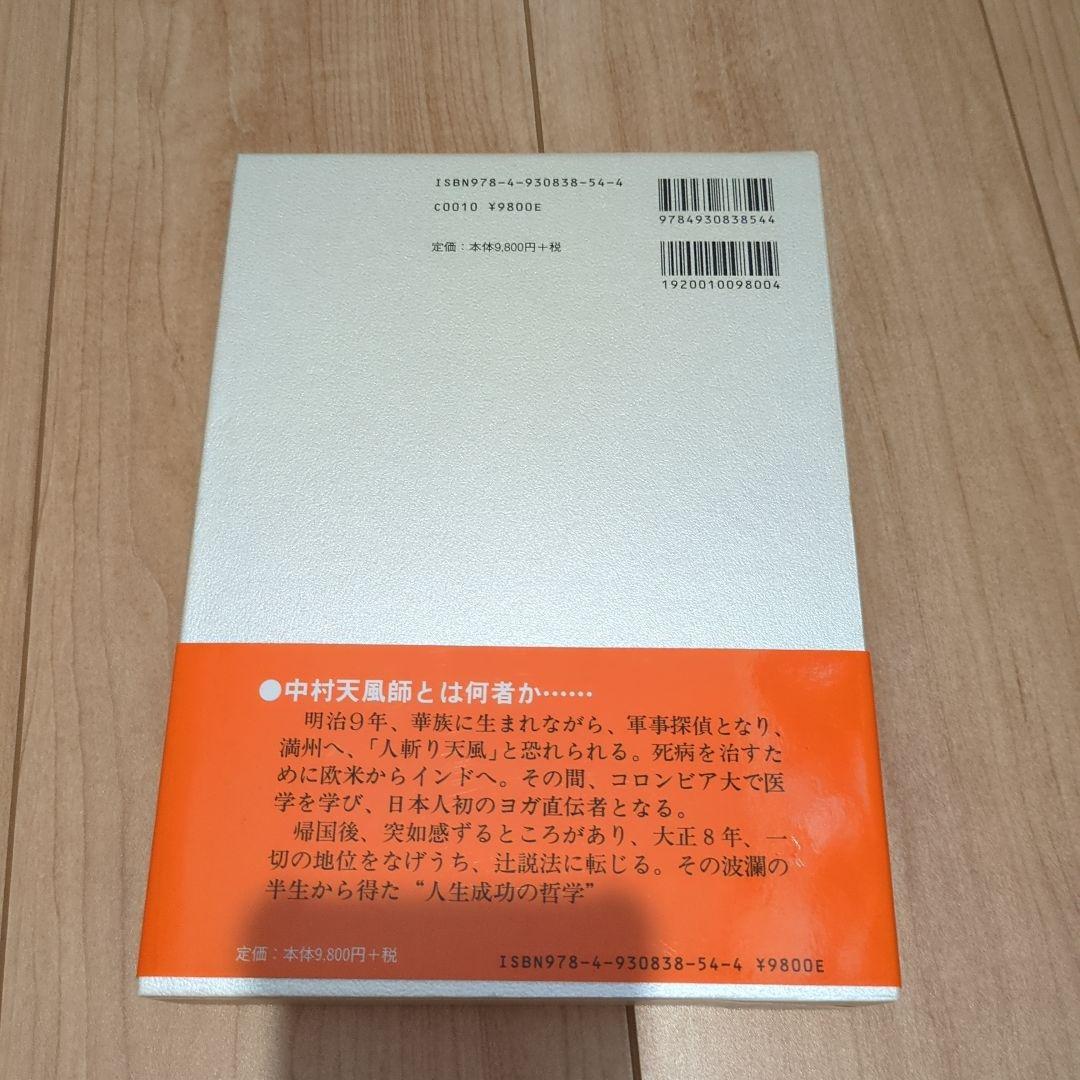 ISBN978-4-930838-54-4
C0010 ¥9800E
定価：本体9,800円＋税
9784930838544
1920010098004
●中村天風師とは何者か……
明治９年、華族に生まれながら、軍事探偵となり、
満州へ、「人斬り天風」と恐れられる。死病を治すた
めに欧米からインドへ。その間、コロンビア大で医
学を学び、日本人初のヨガ直伝者となる。
帰国後、突如感ずるところがあり、大正８年、一
切の地位をなげうち、辻説法に転じる。その波瀾の
半生から得た“人生成功の哲学”
定価：本体9,800円＋税
ISBN978-4-930838-54-4 ¥9800E